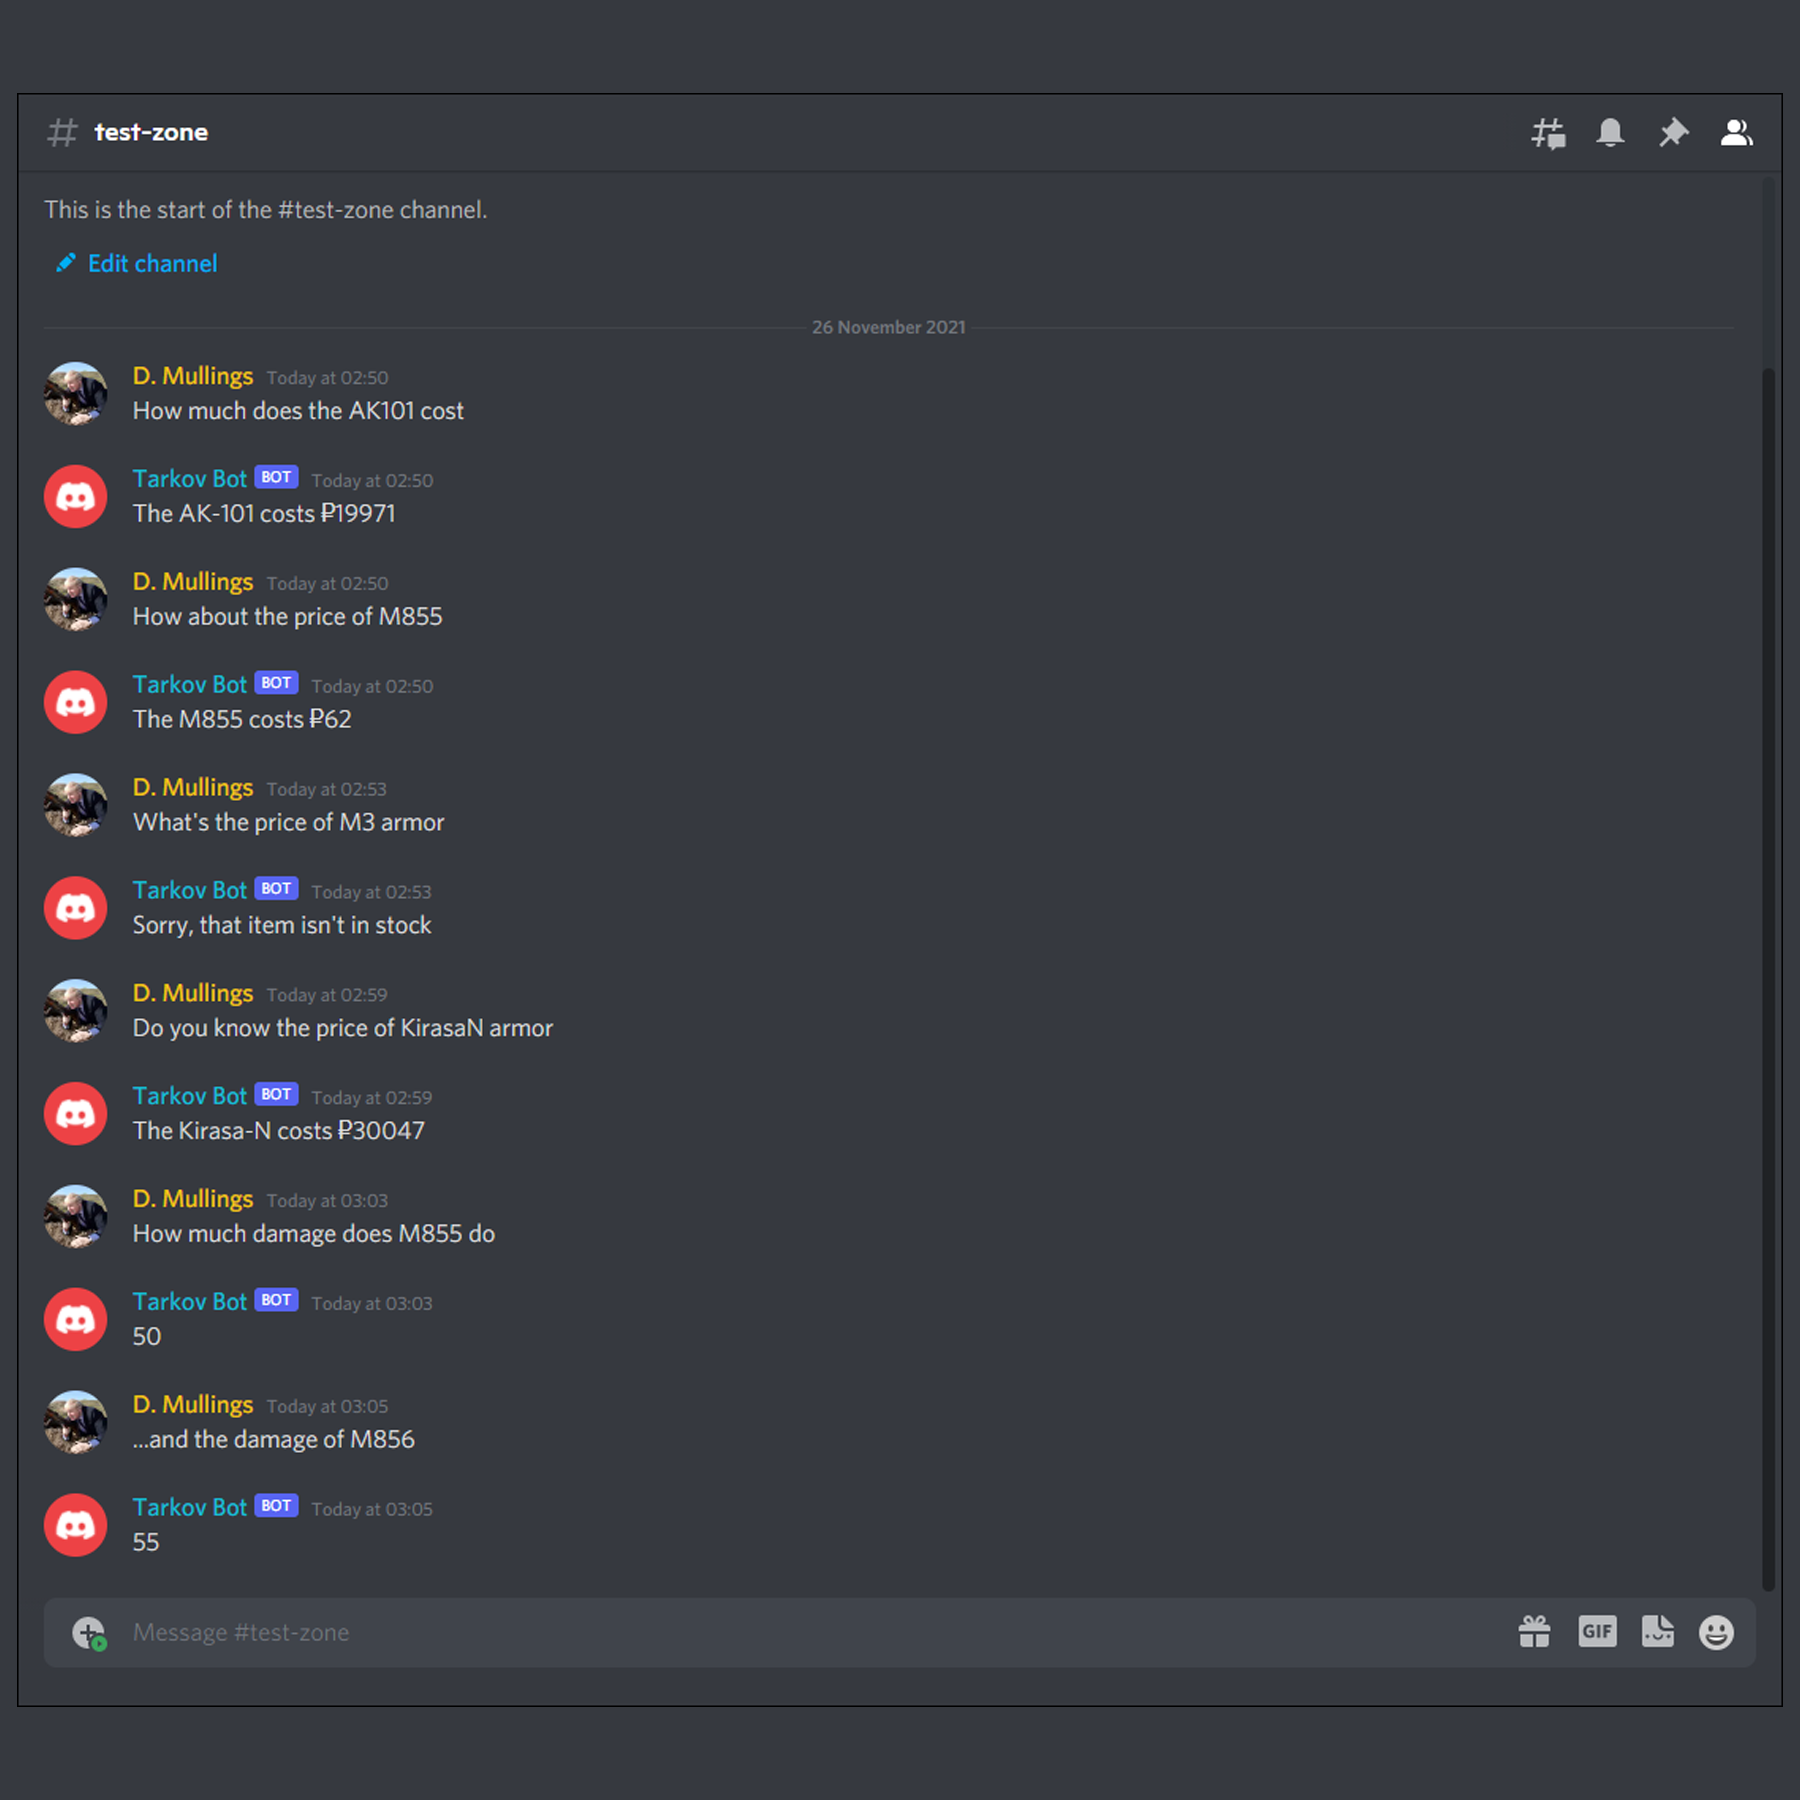 test-zone
This is the start of the #test-zone channel.
Edit channel
26 November 2021
D. Mullings Today at 02:50
How much does the AK101 cost
Tarkov Bot BOT Today at 02:50
The AK-101 costs ₽19971
D. Mullings Today at 02:50
How about the price of M855
Tarkov Bot BOT Today at 02:50
The M855 costs ₽62
D. Mullings Today at 02:53
What's the price of M3 armor
Tarkov Bot BOT Today at 02:53
Sorry, that item isn't in stock
D. Mullings Today at 02:59
Do you know the price of KirasaN armor
Tarkov Bot BOT Today at 02:59
The Kirasa-N costs ₽30047
D. Mullings Today at 03:03
How much damage does M855 do
Tarkov Bot BOT Today at 03:03
50
D. Mullings Today at 03:05
...and the damage of M856
Tarkov Bot BOT Today at 03:05
55
Message #test-zone GIF